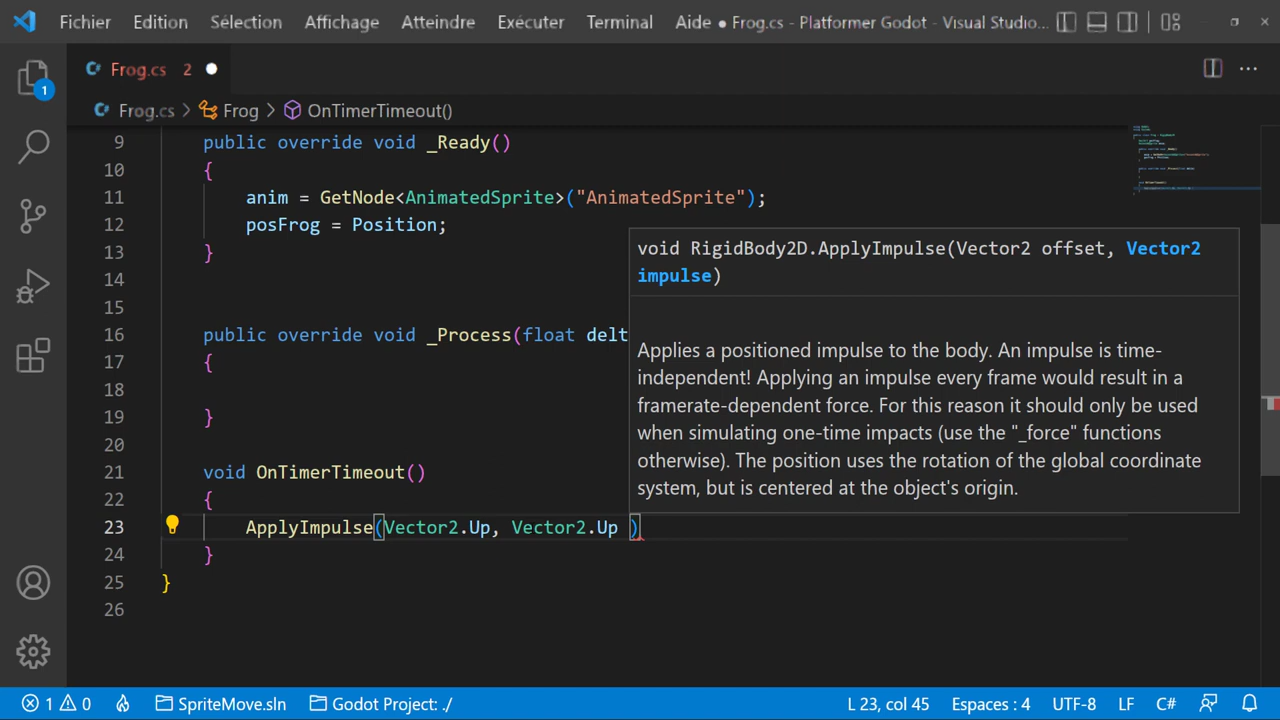 Fichier Edition Sélection Affichage Atteindre Exécuter Terminal Aide ● Frog.cs - Platformer Godot - Visual Studio...
Frog.cs 2
Frog.cs > Frog > OnTimerTimeout()
1
9 public override void _Ready()
10 {
11 anim = GetNode<AnimatedSprite>("AnimatedSprite");
12 posFrog = Position;
13 }
14
15
16 public override void _Process(float delt
17 {
18
19 }
20
21 void OnTimerTimeout()
22 {
23 ApplyImpulse(Vector2.Up, Vector2.Up )
24 }
25 }
26
void RigidBody2D.ApplyImpulse(Vector2 offset, Vector2
impulse)
Applies a positioned impulse to the body. An impulse is time-
independent! Applying an impulse every frame would result in a
framerate-dependent force. For this reason it should only be used
when simulating one-time impacts (use the "_force" functions
otherwise). The position uses the rotation of the global coordinate
system, but is centered at the object's origin.
1 0 SpriteMove.sln Godot Project: ./ L 23, col 45 Espaces : 4 UTF-8 LF C#